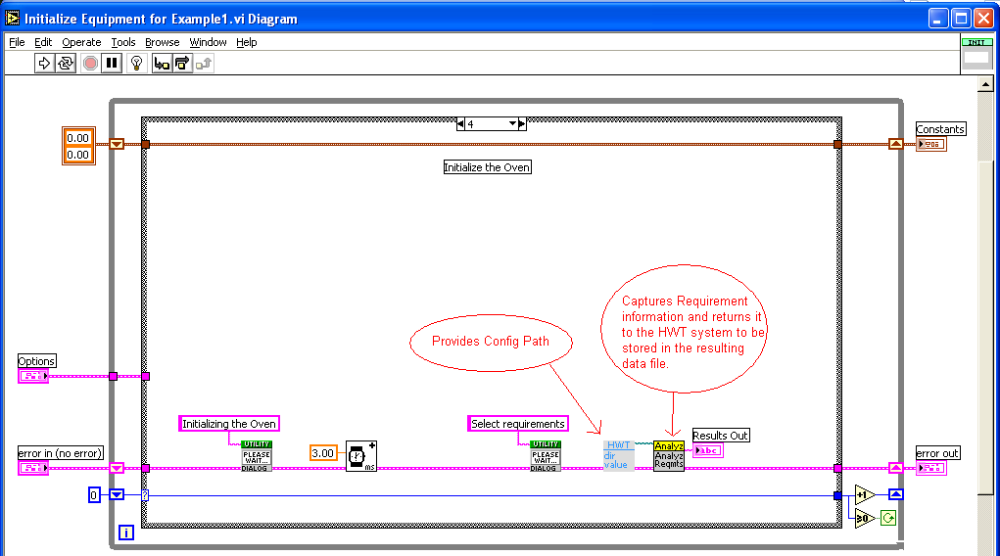 Initialize Equipment for Example1.vi Diagram
File Edit Operate Tools Browse Window Help
INIT
4
0.00
0.00
Constants
Initialize the Oven
Captures Requirement
information and returns it
to the HWT system to be
stored in the resulting
data file.
Provides Config Path
Options
Initializing the Oven
Select requirements
Results Out
error in (no error)
UTILITY
PLEASE
WAIT...
DIALOG
3.00
ms
UTILITY
PLEASE
WAIT...
DIALOG
HWT
dir
value
Analyz
Analyz
Reqmts
abc
error out
0
?
+1
≥0
i